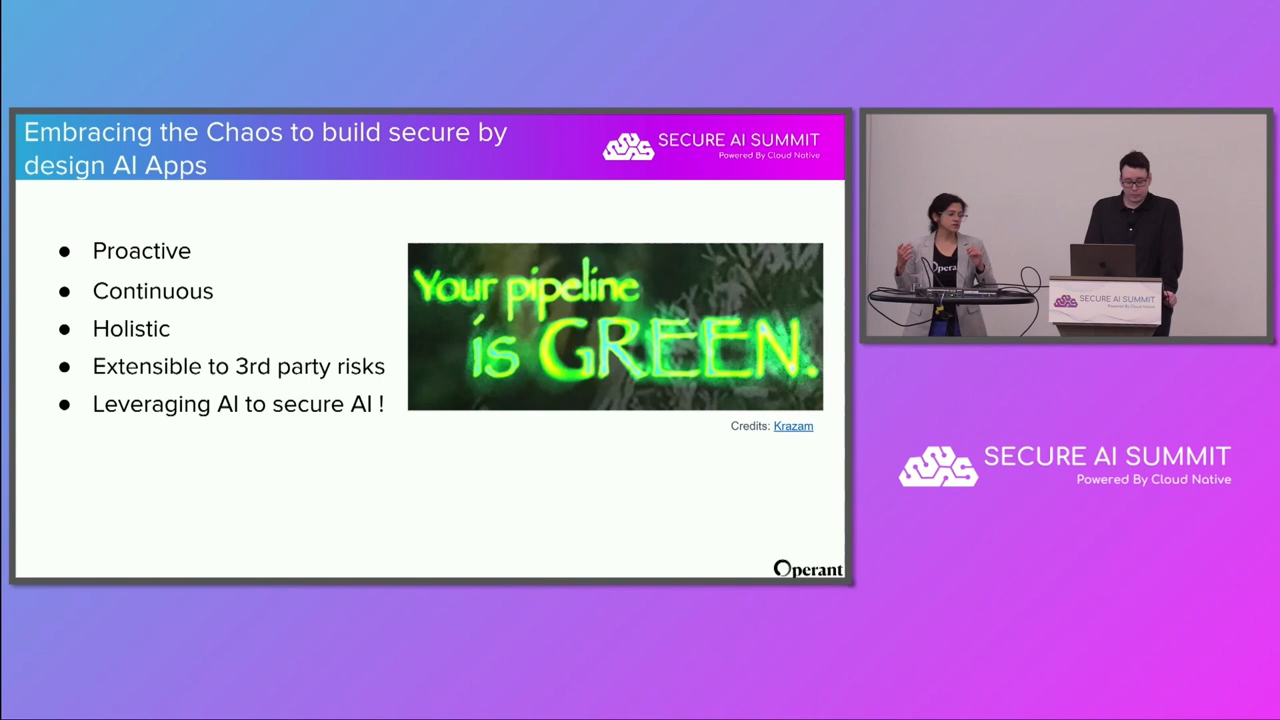 Embracing the Chaos to build secure by
design AI Apps
SECURE AI SUMMIT
Powered By Cloud Native
● Proactive
● Continuous
● Holistic
● Extensible to 3rd party risks
● Leveraging AI to secure AI !
Your pipeline
is GREEN.
Credits: Krazam
Operant
Operant
SECURE AI SUMMIT
SECURE AI SUMMIT
Powered By Cloud Native